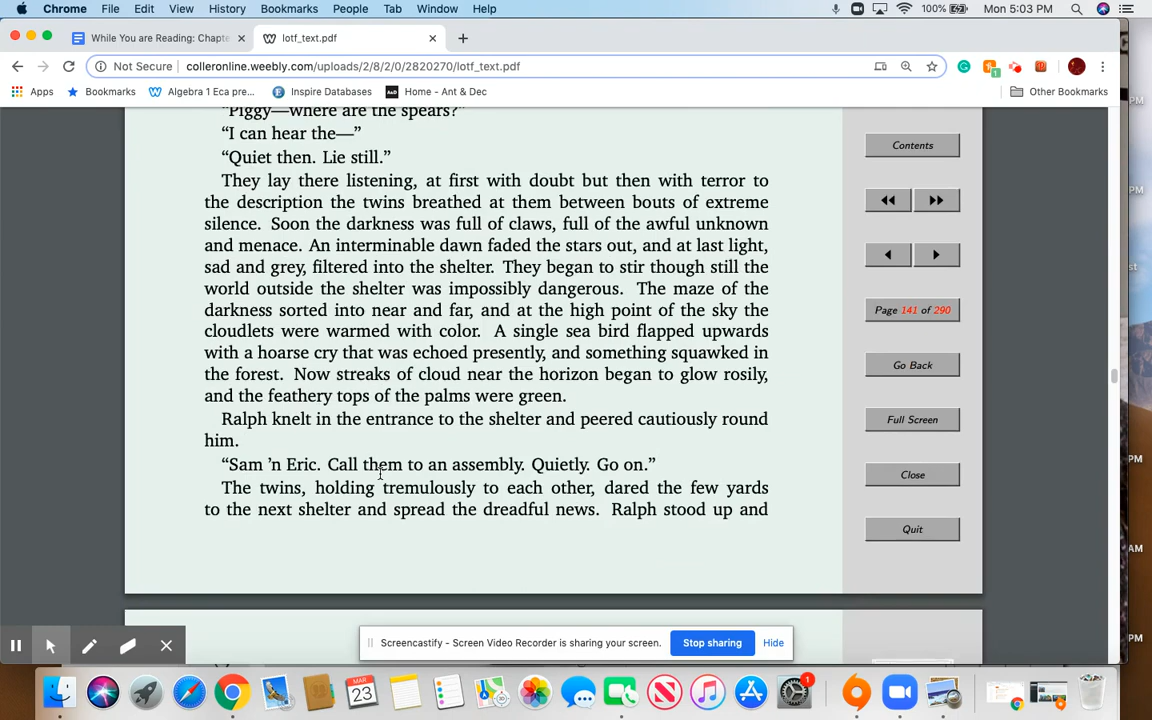 Chrome File Edit View History Bookmarks People Tab Window Help 100% Mon 5:03 PM
While You are Reading: Chapte lotf_text.pdf
Not Secure colleronline.weebly.com/uploads/2/8/2/0/2820270/lotf_text.pdf
Apps Bookmarks Algebra 1 Eca pre... Inspire Databases Home - Ant & Dec Other Bookmarks
“Piggy—where are the spears?”
“I can hear the—”
“Quiet then. Lie still.”
They lay there listening, at first with doubt but then with terror to
the description the twins breathed at them between bouts of extreme
silence. Soon the darkness was full of claws, full of the awful unknown
and menace. An interminable dawn faded the stars out, and at last light,
sad and grey, filtered into the shelter. They began to stir though still the
world outside the shelter was impossibly dangerous. The maze of the
darkness sorted into near and far, and at the high point of the sky the
cloudlets were warmed with color. A single sea bird flapped upwards
with a hoarse cry that was echoed presently, and something squawked in
the forest. Now streaks of cloud near the horizon began to glow rosily,
and the feathery tops of the palms were green.
Ralph knelt in the entrance to the shelter and peered cautiously round
him.
“Sam ’n Eric. Call them to an assembly. Quietly. Go on.”
The twins, holding tremulously to each other, dared the few yards
to the next shelter and spread the dreadful news. Ralph stood up and
Contents
Page 141 of 290
Go Back
Full Screen
Close
Quit
Screencastify - Screen Video Recorder is sharing your screen. Stop sharing Hide
MAR
23
1